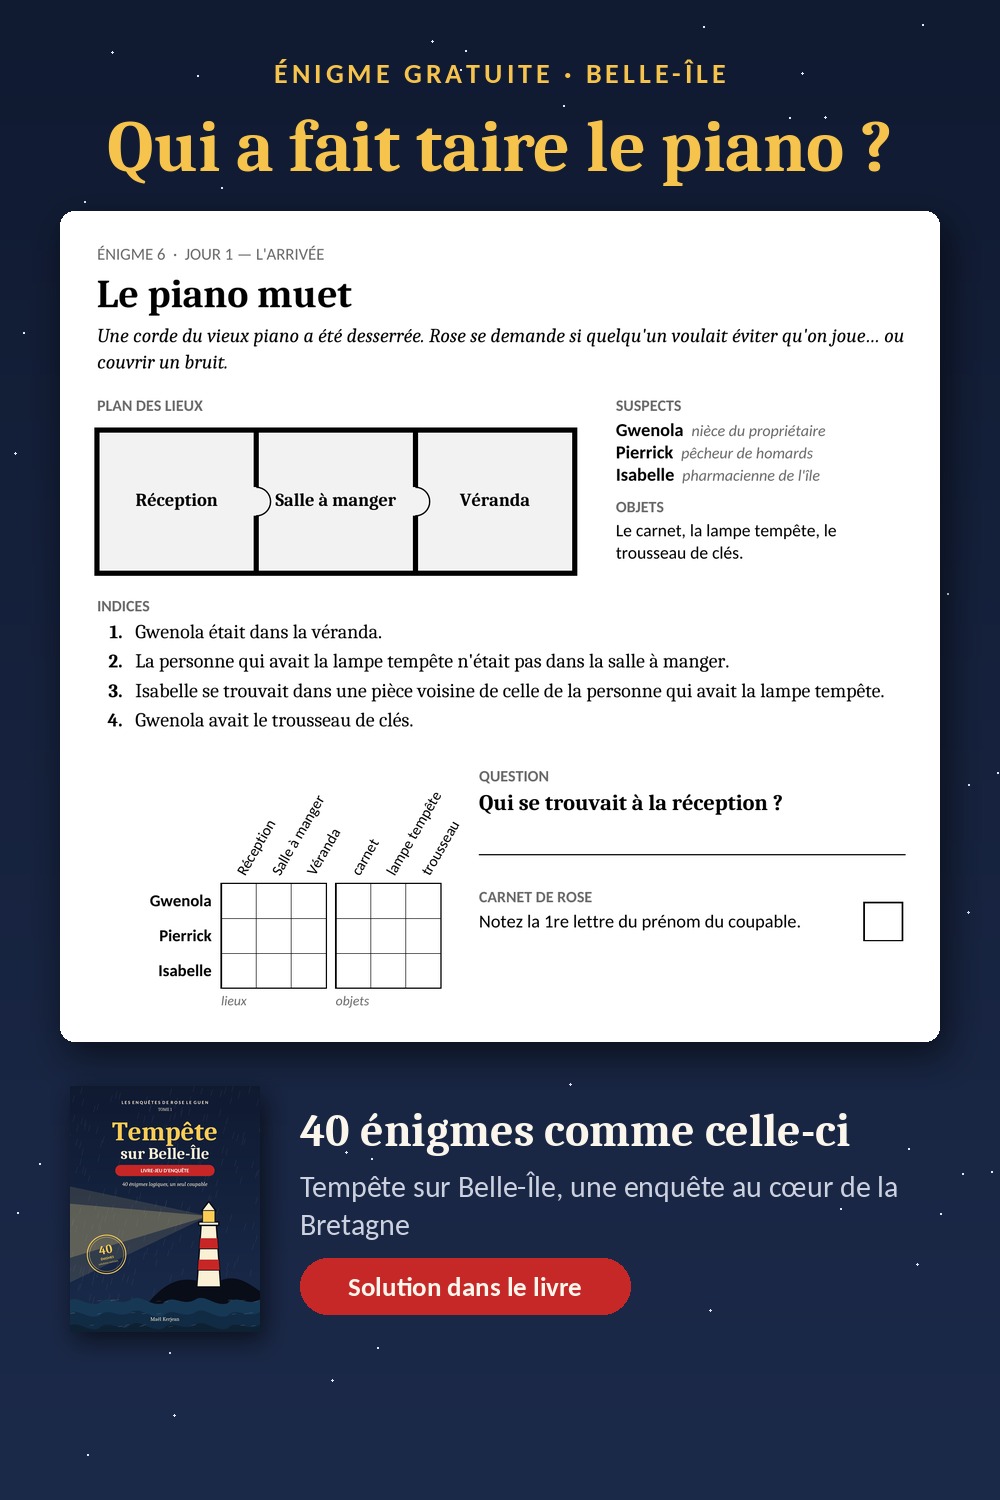 ÉNIGME GRATUITE · BELLE-ÎLE
Qui a fait taire le piano ?
ÉNIGME 6 · JOUR 1 — L'ARRIVÉE
Le piano muet
Une corde du vieux piano a été desserrée. Rose se demande si quelqu'un voulait éviter qu'on joue... ou
couvrir un bruit.
PLAN DES LIEUX
Réception
Salle à manger
Véranda
SUSPECTS
Gwenola nièce du propriétaire
Pierrick pêcheur de homards
Isabelle pharmacienne de l'île
OBJETS
Le carnet, la lampe tempête, le
trousseau de clés.
INDICES
1. Gwenola était dans la véranda.
2. La personne qui avait la lampe tempête n'était pas dans la salle à manger.
3. Isabelle se trouvait dans une pièce voisine de celle de la personne qui avait la lampe tempête.
4. Gwenola avait le trousseau de clés.
Réception
Salle à manger
Véranda
carnet
lampe tempête
trousseau
Gwenola
Pierrick
Isabelle
lieux
objets
QUESTION
Qui se trouvait à la réception ?
CARNET DE ROSE
Notez la 1re lettre du prénom du coupable.
LES ENQUÊTES DE ROSE LE GUEN
TOME 1
Tempête
sur Belle-Île
LIVRE-JEU D'ENQUÊTE
40 énigmes logiques, un seul coupable
40
Maël Kerjean
40 énigmes comme celle-ci
Tempête sur Belle-Île, une enquête au cœur de la
Bretagne
Solution dans le livre